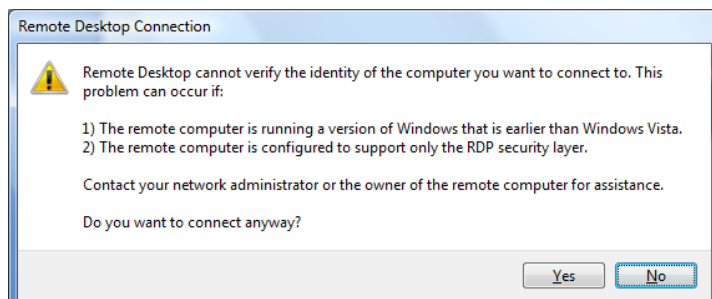 Remote Desktop Connection
Remote Desktop cannot verify the identity of the computer you want to connect to. This
problem can occur if:
1) The remote computer is running a version of Windows that is earlier than Windows Vista.
2) The remote computer is configured to support only the RDP security layer.
Contact your network administrator or the owner of the remote computer for assistance.
Do you want to connect anyway?
Yes No